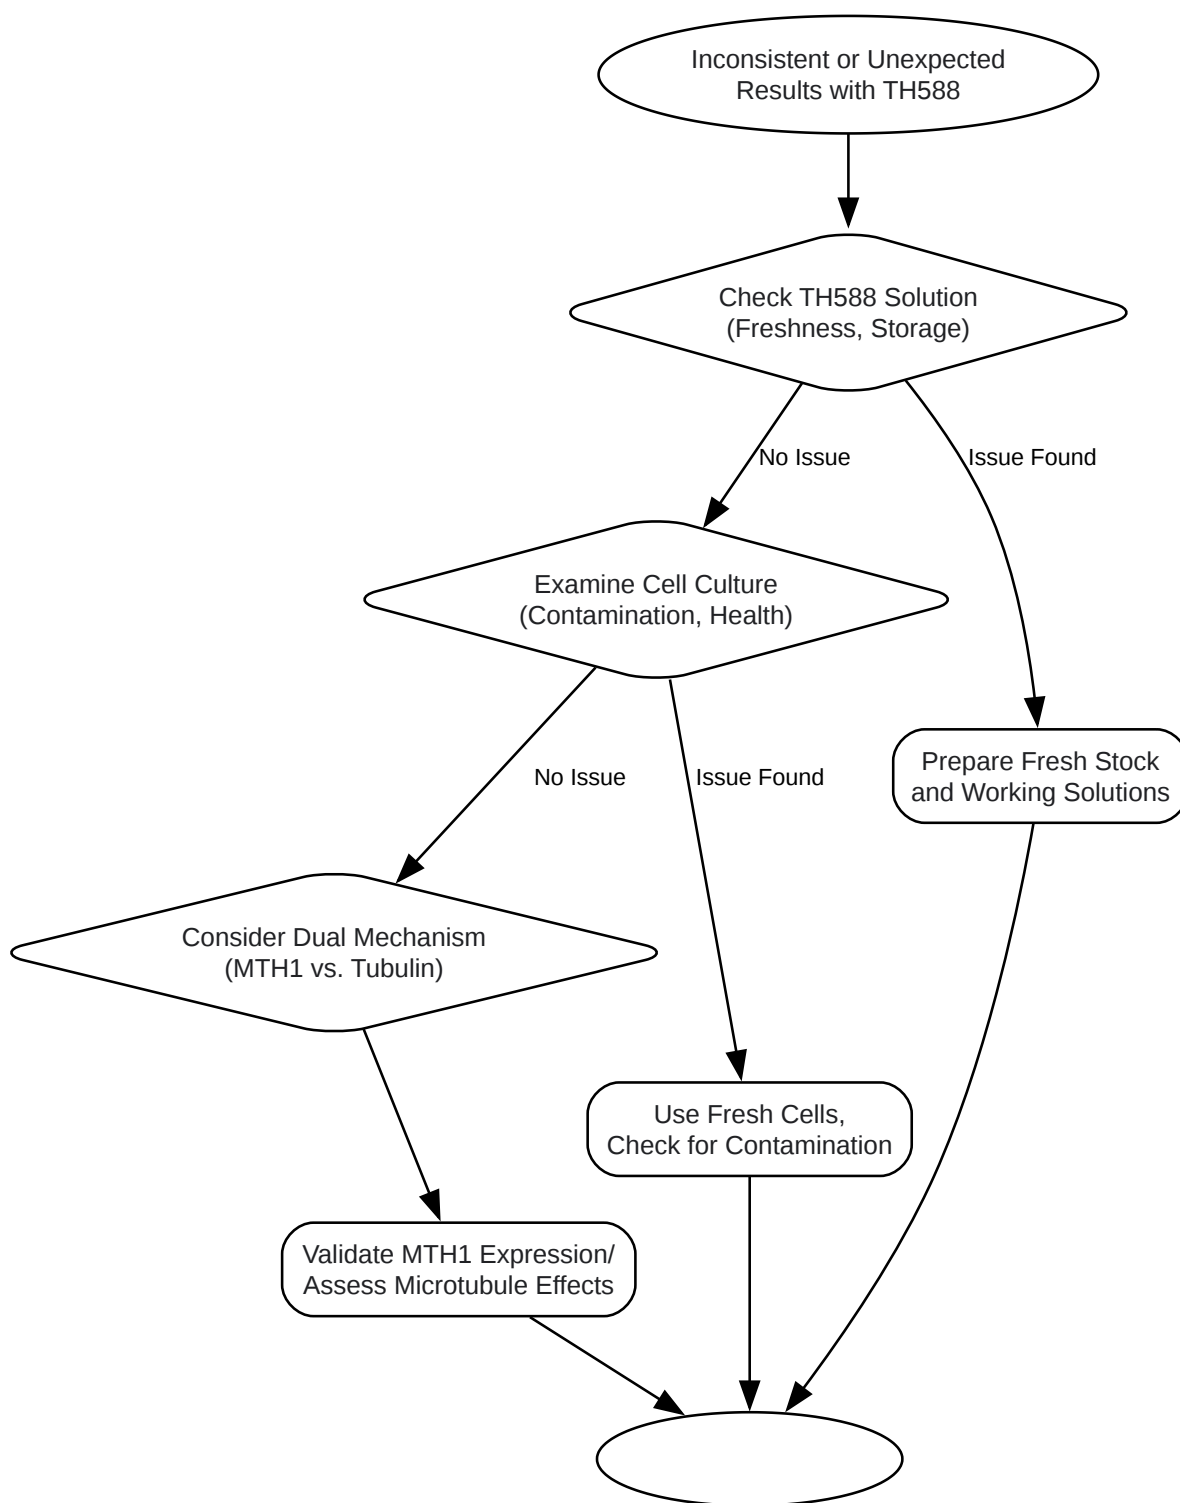 Inconsistent or Unexpected
Results with TH588
Check TH588 Solution
(Freshness, Storage)
No Issue
Issue Found
Examine Cell Culture
(Contamination, Health)
No Issue
Issue Found
Prepare Fresh Stock
and Working Solutions
Consider Dual Mechanism
(MTH1 vs. Tubulin)
Use Fresh Cells,
Check for Contamination
Validate MTH1 Expression/
Assess Microtubule Effects